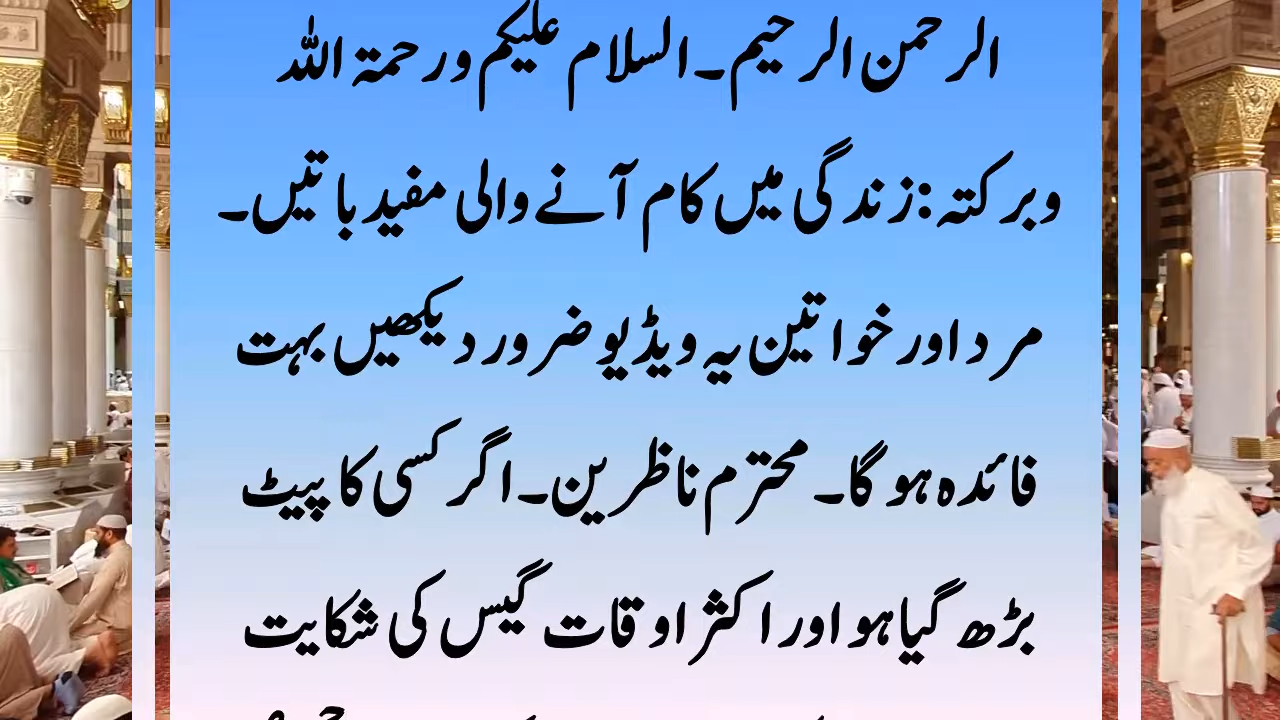 الرحمن الرحیم۔ السلام علیکم ورحمۃ اللہ
وبرکتہ: زندگی میں کام آنے والی مفید باتیں۔
مرد اور خواتین یہ ویڈیو ضرور دیکھیں بہت
فائدہ ہو گا۔ محترم ناظرین۔ اگر کسی کا پیٹ
بڑھ گیا ہو اور اکثر اوقات گیس کی شکایت